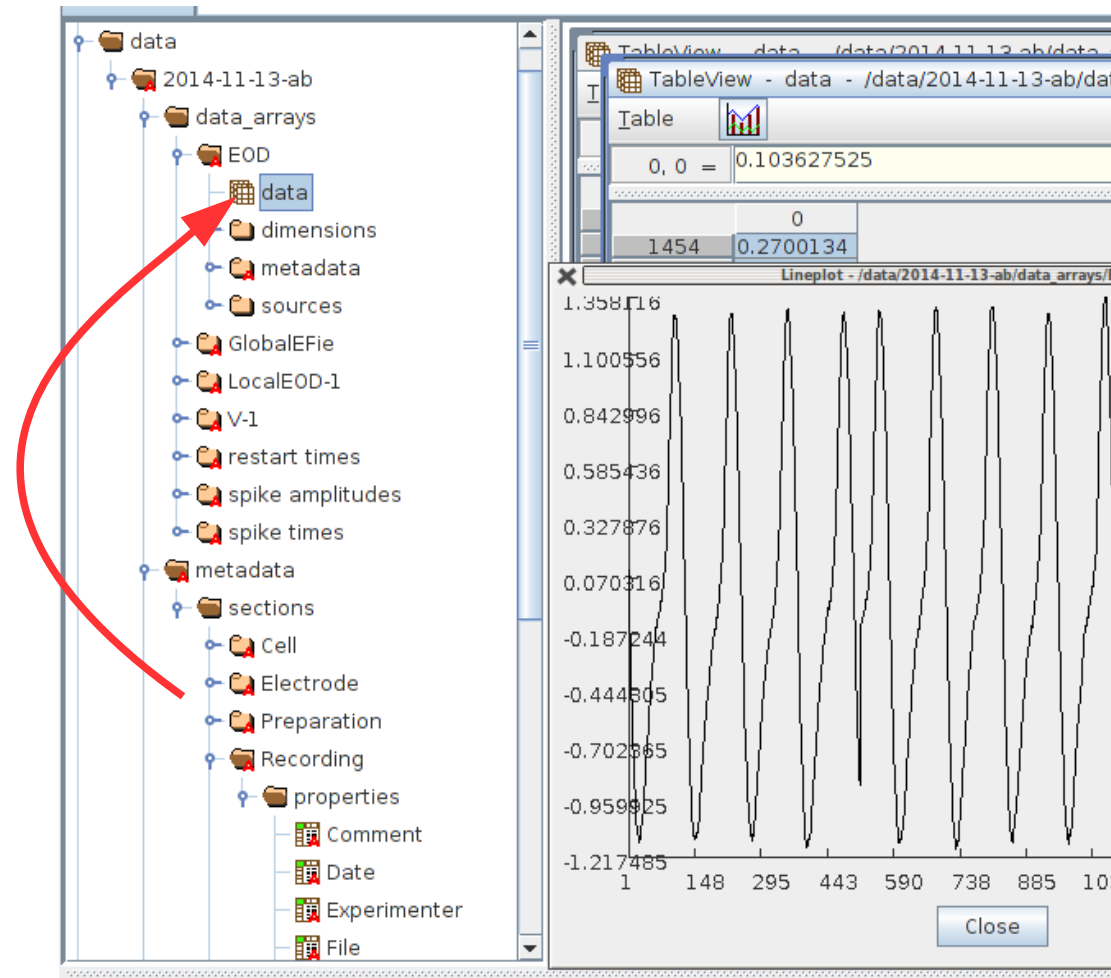 data
2014-11-13-ab
data_arrays
EOD
data
dimensions
metadata
sources
GlobalEFie
LocalEOD-1
V-1
restart times
spike amplitudes
spike times
metadata
sections
Cell
Electrode
Preparation
Recording
properties
Comment
Date
Experimenter
File
TableView - data - /data/2014-11-13-ab/data
T
TableView - data - /data/2014-11-13-ab/dat
Table
0, 0 = 0.103627525
0
1454 0.2700134
Lineplot - /data/2014-11-13-ab/data_arrays/
1.358116
1.100556
0.842996
0.585436
0.327876
0.070316
-0.187244
-0.444805
-0.702365
-0.959925
-1.217485
1 148 295 443 590 738 885 10
Close